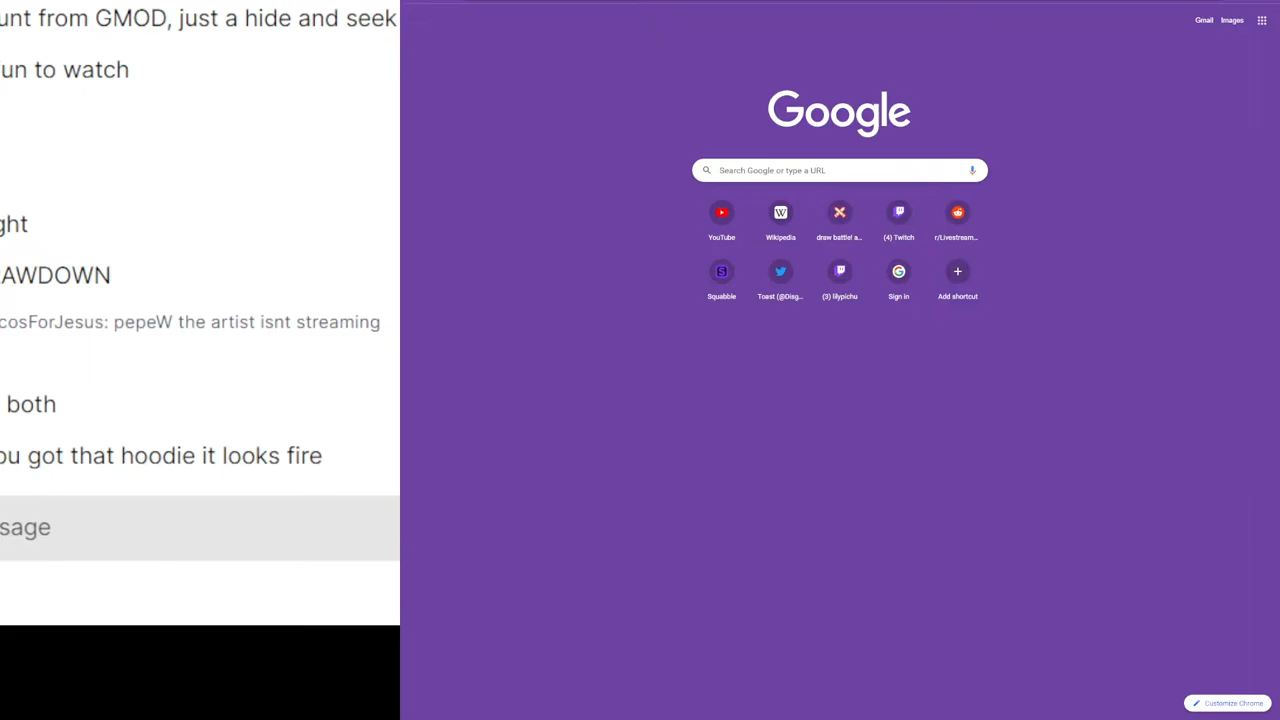 unt from GMOD, just a hide and seek
un to watch
ght
RAWDOWN
cosForJesus: pepeW the artist isnt streaming
both
ou got that hoodie it looks fire
sage
Gmail Images
Google
Search Google or type a URL
YouTube Wikipedia draw battle! a... (4) Twitch r/Livestream...
Squabble Toast (@Disg... (3) lilypichu Sign in Add shortcut
Customize Chrome